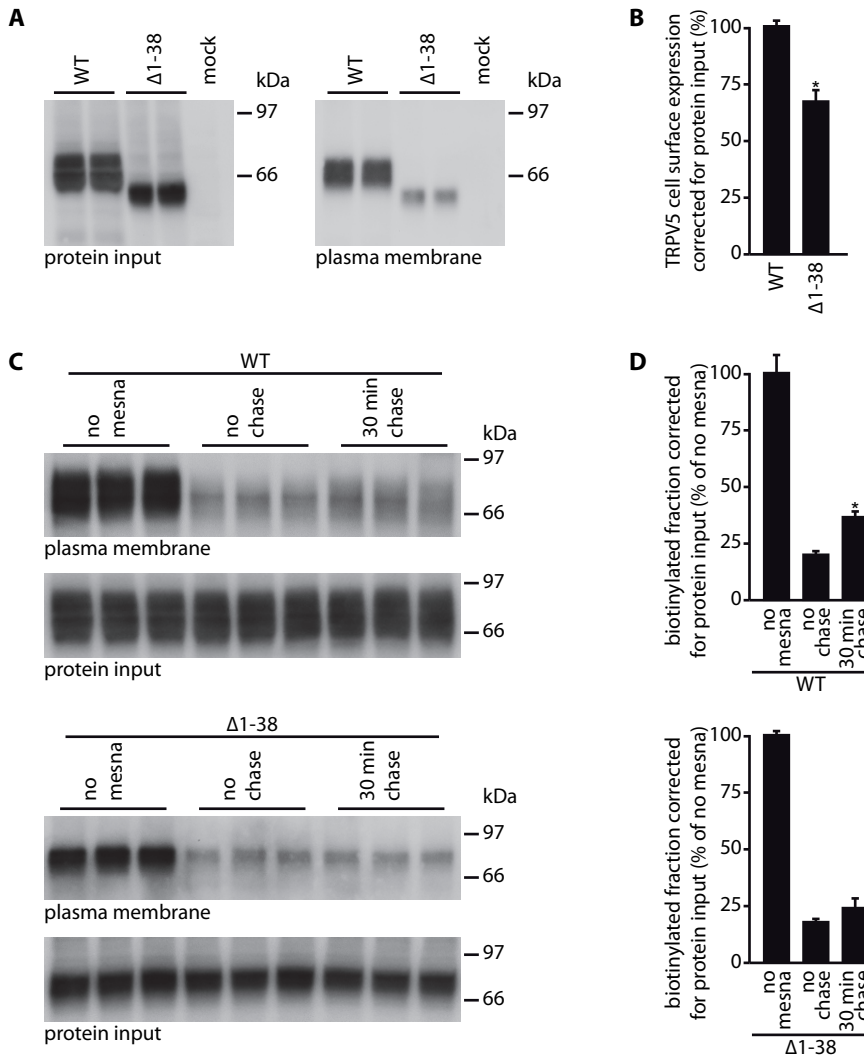 A
WT
Δ1-38
mock
kDa
97
66
protein input
WT
Δ1-38
mock
kDa
97
66
plasma membrane
B
TRPV5 cell surface expression
corrected for protein input (%)
100
75
50
25
0
*
WT
Δ1-38
C
WT
no
mesna
no
chase
30 min
chase
kDa
97
66
plasma membrane
97
66
protein input
Δ1-38
no
mesna
no
chase
30 min
chase
kDa
97
66
plasma membrane
97
66
protein input
D
biotinylated fraction corrected
for protein input (% of no mesna)
100
75
50
25
0
*
no
mesna
no
chase
30 min
chase
WT
biotinylated fraction corrected
for protein input (% of no mesna)
100
75
50
25
0
no
mesna
no
chase
30 min
chase
Δ1-38